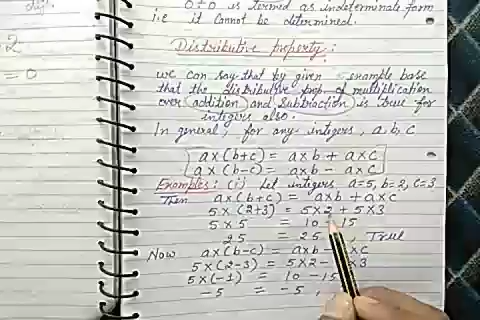 dif.
2
= 0
0÷0 is termed as indeterminate form
i.e it cannot be determined.
Distributive property:
we can say that by given example base
that the distributive prop. of multiplication
over addition and subtraction is true for
integers also.
In general, for any integers, a, b, c
a×(b+c) = a×b + a×c
a×(b-c) = a×b - a×c
Examples: (i) Let integers a=5, b=2, c=3
Then a×(b+c) = a×b + a×c
5×(2+3) = 5×2 + 5×3
5×5 = 10 15
25 = 25 True
Now a×(b-c) = a×b - ×c
5×(2-3) = 5×2 - ×3
5×(-1) = 10 -15
-5 = -5,